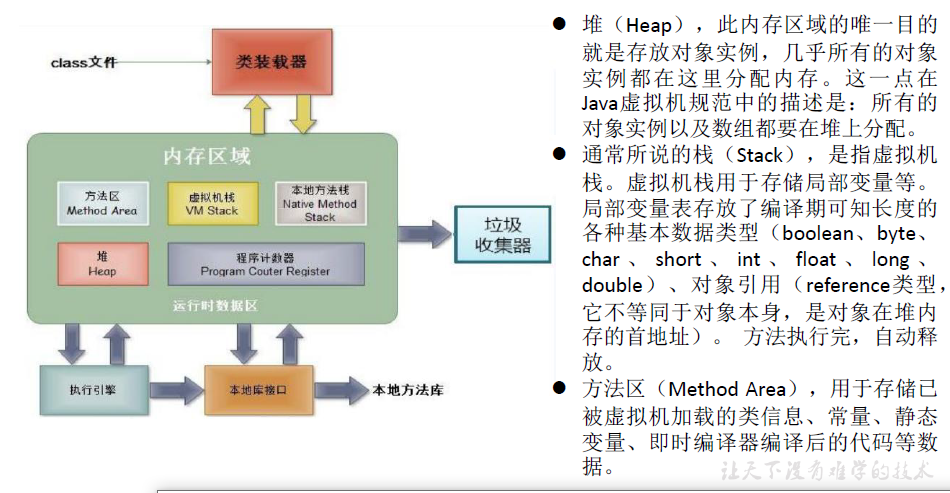 class文件
类装载器
内存区域
方法区
Method Area
虚拟机栈
VM Stack
本地方法栈
Native Method
Stack
堆
Heap
程序计数器
Program Couter Register
运行时数据区
垃圾
收集器
执行引擎
本地库接口
本地方法库
● 堆（Heap），此内存区域的唯一目的
就是存放对象实例，几乎所有的对象
实例都在这里分配内存。这一点在
Java虚拟机规范中的描述是：所有的
对象实例以及数组都要在堆上分配。
● 通常所说的栈（Stack），是指虚拟机
栈。虚拟机栈用于存储局部变量等。
局部变量表存放了编译期可知长度的
各种基本数据类型（boolean、byte、
char 、 short 、 int 、 float 、 long 、
double）、对象引用（reference类型，
它不等同于对象本身，是对象在堆内
存的首地址）。 方法执行完，自动释
放。
● 方法区（Method Area），用于存储已
被虚拟机加载的类信息、常量、静态
变量、即时编译器编译后的代码等数
据。
让天下没有难学的技术